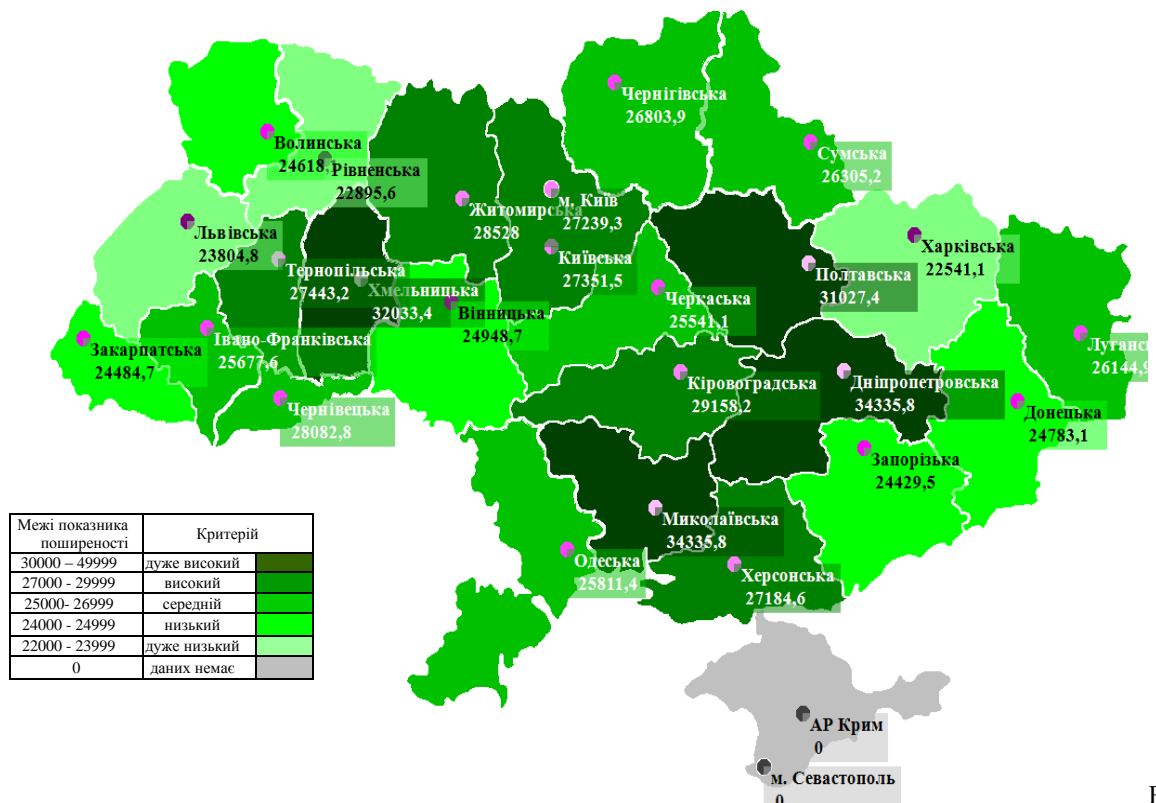 Чернігівська
26803,9
Сумська
26305,2
Волинська
24618,
Рівненська
22895,6
Житомирська
28528
м. Київ
27239,3
Львівська
23804,8
Харківська
22541,1
Київська
27351,5
Тернопільська
27443,2
Полтавська
31027,4
Хмельницька
32033,4
Черкаська
25541,1
Вінницька
24948,7
Івано-Франківська
25677,6
Закарпатська
24484,7
Луганс
26144,9
Кіровоградська
29158,2
Дніпропетровська
34335,8
Чернівецька
28082,8
Донецька
24783,1
Запорізька
24429,5
Миколаївська
34335,8
Одеська
25811,4
Херсонська
27184,6
АР Крим
0
м. Севастополь
0
Межі показника поширеності Критерій
30000 – 49999 дуже високий
27000 - 29999 високий
25000- 26999 середній
24000 - 24999 низький
22000 - 23999 дуже низький
0 даних немає